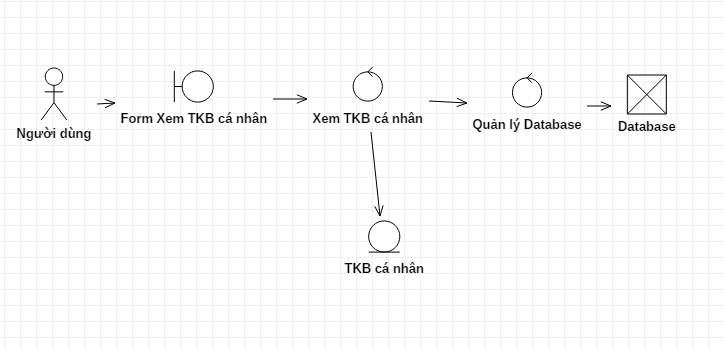 Người dùng
Form Xem TKB cá nhân
Xem TKB cá nhân
Quản lý Database
Database
TKB cá nhân